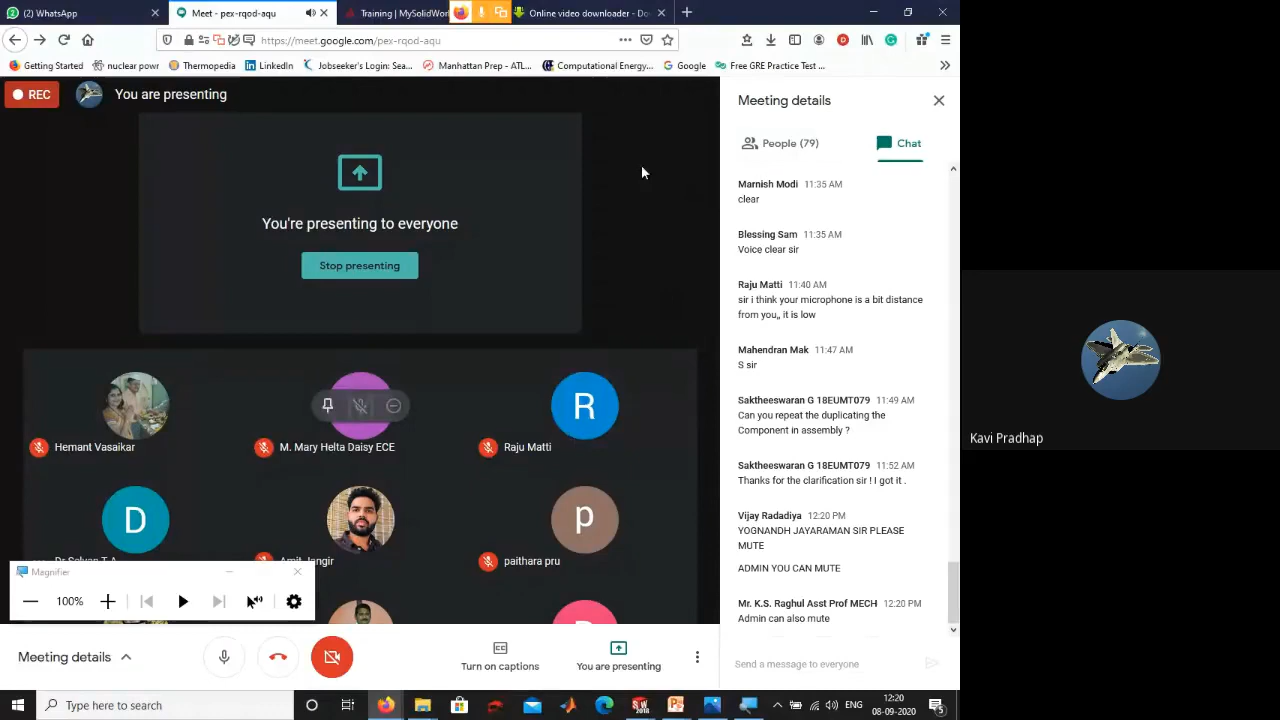 (2) WhatsApp
Meet - pex-rqod-aqu
Training | MySolidWor
Online video downloader - Do
https://meet.google.com/pex-rqod-aqu
Getting Started
nuclear powr
Thermopedia
LinkedIn
Jobseeker's Login: Sea...
Manhattan Prep - ATL...
Computational Energy...
Google
Free GRE Practice Test ...
REC
You are presenting
You're presenting to everyone
Stop presenting
Hemant Vasaikar
M. Mary Helta Daisy ECE
R
Raju Matti
D
Dr Selvan T A
Amit Jangir
p
paithara pru
Magnifier
100%
Meeting details
Turn on captions
You are presenting
Meeting details
People (79)
Chat
Marnish Modi 11:35 AM
clear
Blessing Sam 11:35 AM
Voice clear sir
Raju Matti 11:40 AM
sir i think your microphone is a bit distance
from you,, it is low
Mahendran Mak 11:47 AM
S sir
Saktheeswaran G 18EUMT079 11:49 AM
Can you repeat the duplicating the
Component in assembly ?
Saktheeswaran G 18EUMT079 11:52 AM
Thanks for the clarification sir ! I got it .
Vijay Radadiya 12:20 PM
YOGNANDH JAYARAMAN SIR PLEASE
MUTE
ADMIN YOU CAN MUTE
Mr. K.S. Raghul Asst Prof MECH 12:20 PM
Admin can also mute
Send a message to everyone
Kavi Pradhap
Type here to search
ENG
12:20
08-09-2020
5